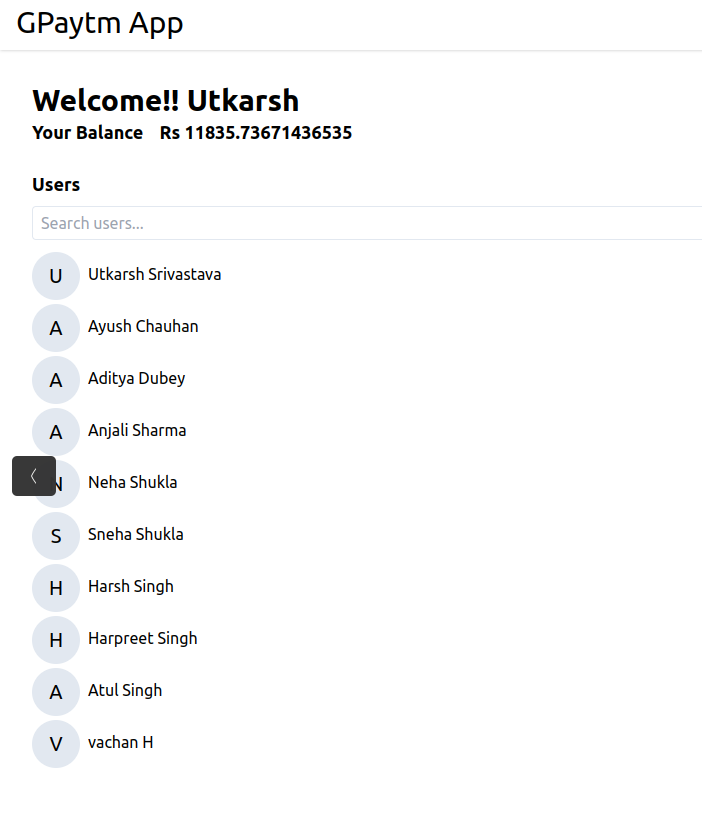 GPaytm App
Welcome!! Utkarsh
Your Balance Rs 11835.73671436535
Users
Search users...
U Utkarsh Srivastava
A Ayush Chauhan
A Aditya Dubey
A Anjali Sharma
N Neha Shukla
S Sneha Shukla
H Harsh Singh
H Harpreet Singh
A Atul Singh
V vachan H